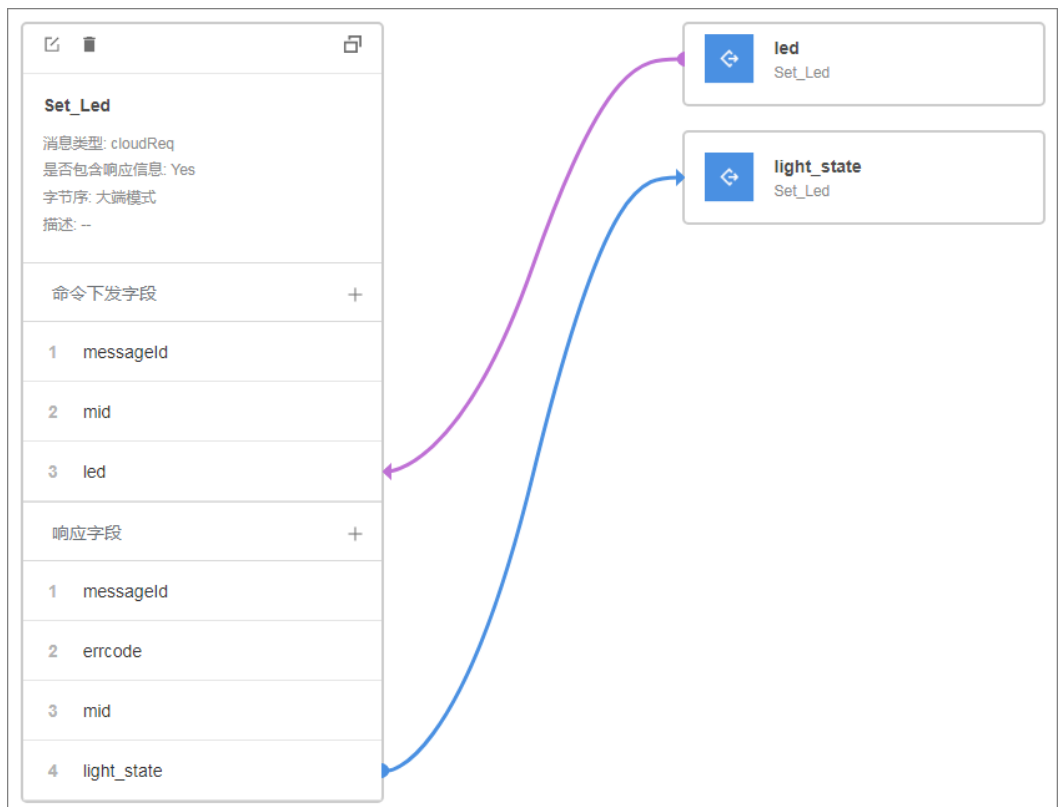 Set_Led
消息类型: cloudReq
是否包含响应信息: Yes
字节序: 大端模式
描述: --
命令下发字段
1 messageId
2 mid
3 led
响应字段
1 messageId
2 errcode
3 mid
4 light_state
led
Set_Led
light_state
Set_Led